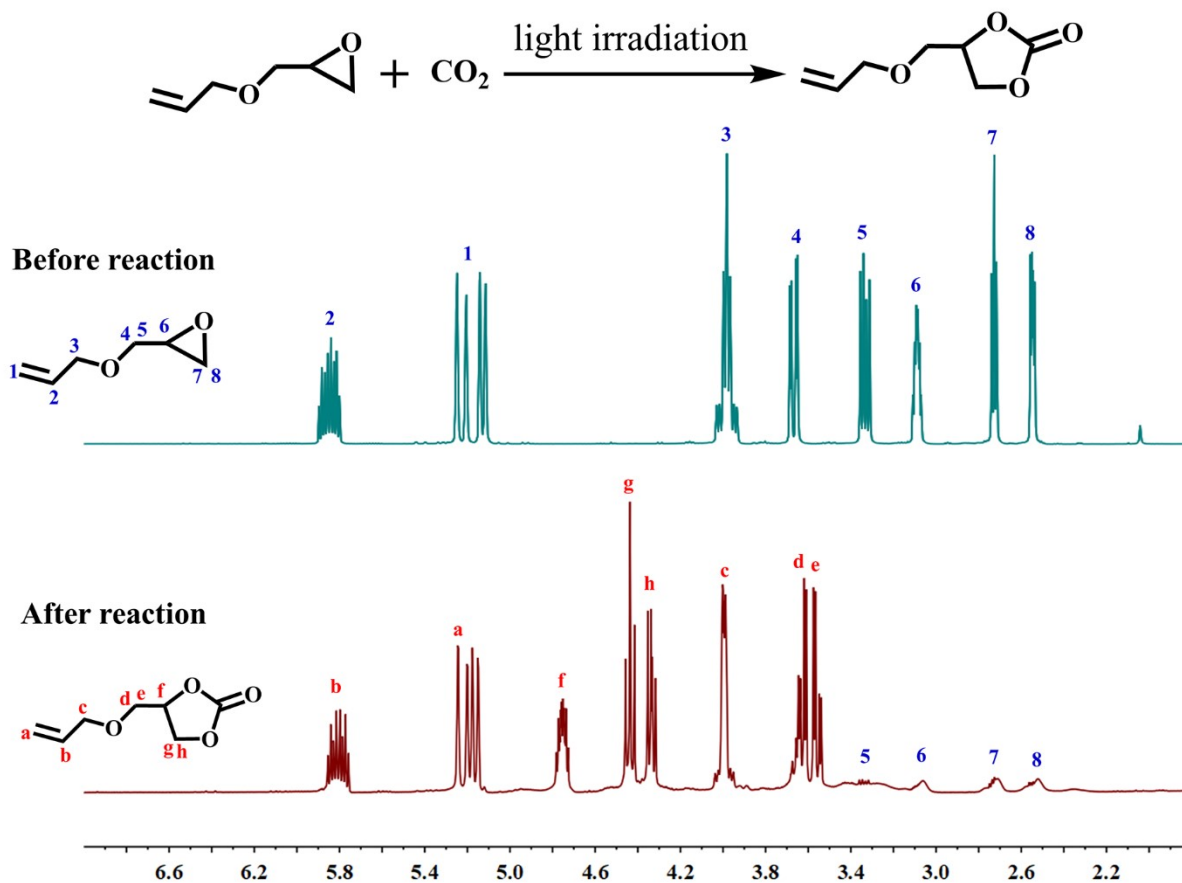 O
O
+ CO2
light irradiation
O
O
O
O
Before reaction
1
2
3
O
4
5
6
O
7
8
2
1
3
4
5
6
7
8
After reaction
a
b
c
O
d
e
f
O
O
O
g
h
b
a
f
g
h
c
d
e
5
6
7
8
6.6 6.2 5.8 5.4 5.0 4.6 4.2 3.8 3.4 3.0 2.6 2.2